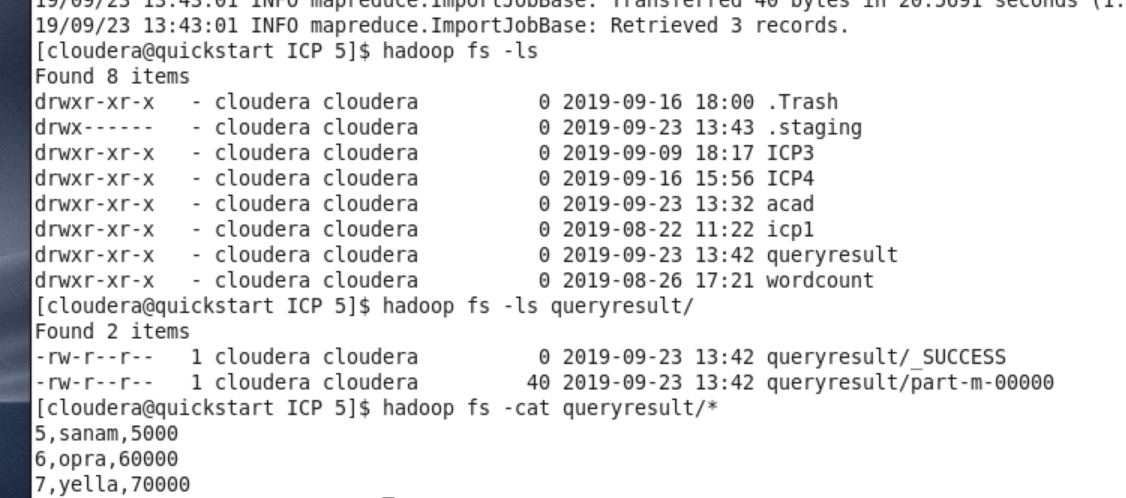 19/09/23 13:43:01 INFO mapreduce.ImportJobBase: Transferred 40 bytes in 20.5691 seconds (1.
19/09/23 13:43:01 INFO mapreduce.ImportJobBase: Retrieved 3 records.
[cloudera@quickstart ICP 5]$ hadoop fs -ls
Found 8 items
drwxr-xr-x   - cloudera cloudera          0 2019-09-16 18:00 .Trash
drwx------   - cloudera cloudera          0 2019-09-23 13:43 .staging
drwxr-xr-x   - cloudera cloudera          0 2019-09-09 18:17 ICP3
drwxr-xr-x   - cloudera cloudera          0 2019-09-16 15:56 ICP4
drwxr-xr-x   - cloudera cloudera          0 2019-09-23 13:32 acad
drwxr-xr-x   - cloudera cloudera          0 2019-08-22 11:22 icp1
drwxr-xr-x   - cloudera cloudera          0 2019-09-23 13:42 queryresult
drwxr-xr-x   - cloudera cloudera          0 2019-08-26 17:21 wordcount
[cloudera@quickstart ICP 5]$ hadoop fs -ls queryresult/
Found 2 items
-rw-r--r--   1 cloudera cloudera          0 2019-09-23 13:42 queryresult/_SUCCESS
-rw-r--r--   1 cloudera cloudera         40 2019-09-23 13:42 queryresult/part-m-00000
[cloudera@quickstart ICP 5]$ hadoop fs -cat queryresult/*
5,sanam,5000
6,opra,60000
7,yella,70000